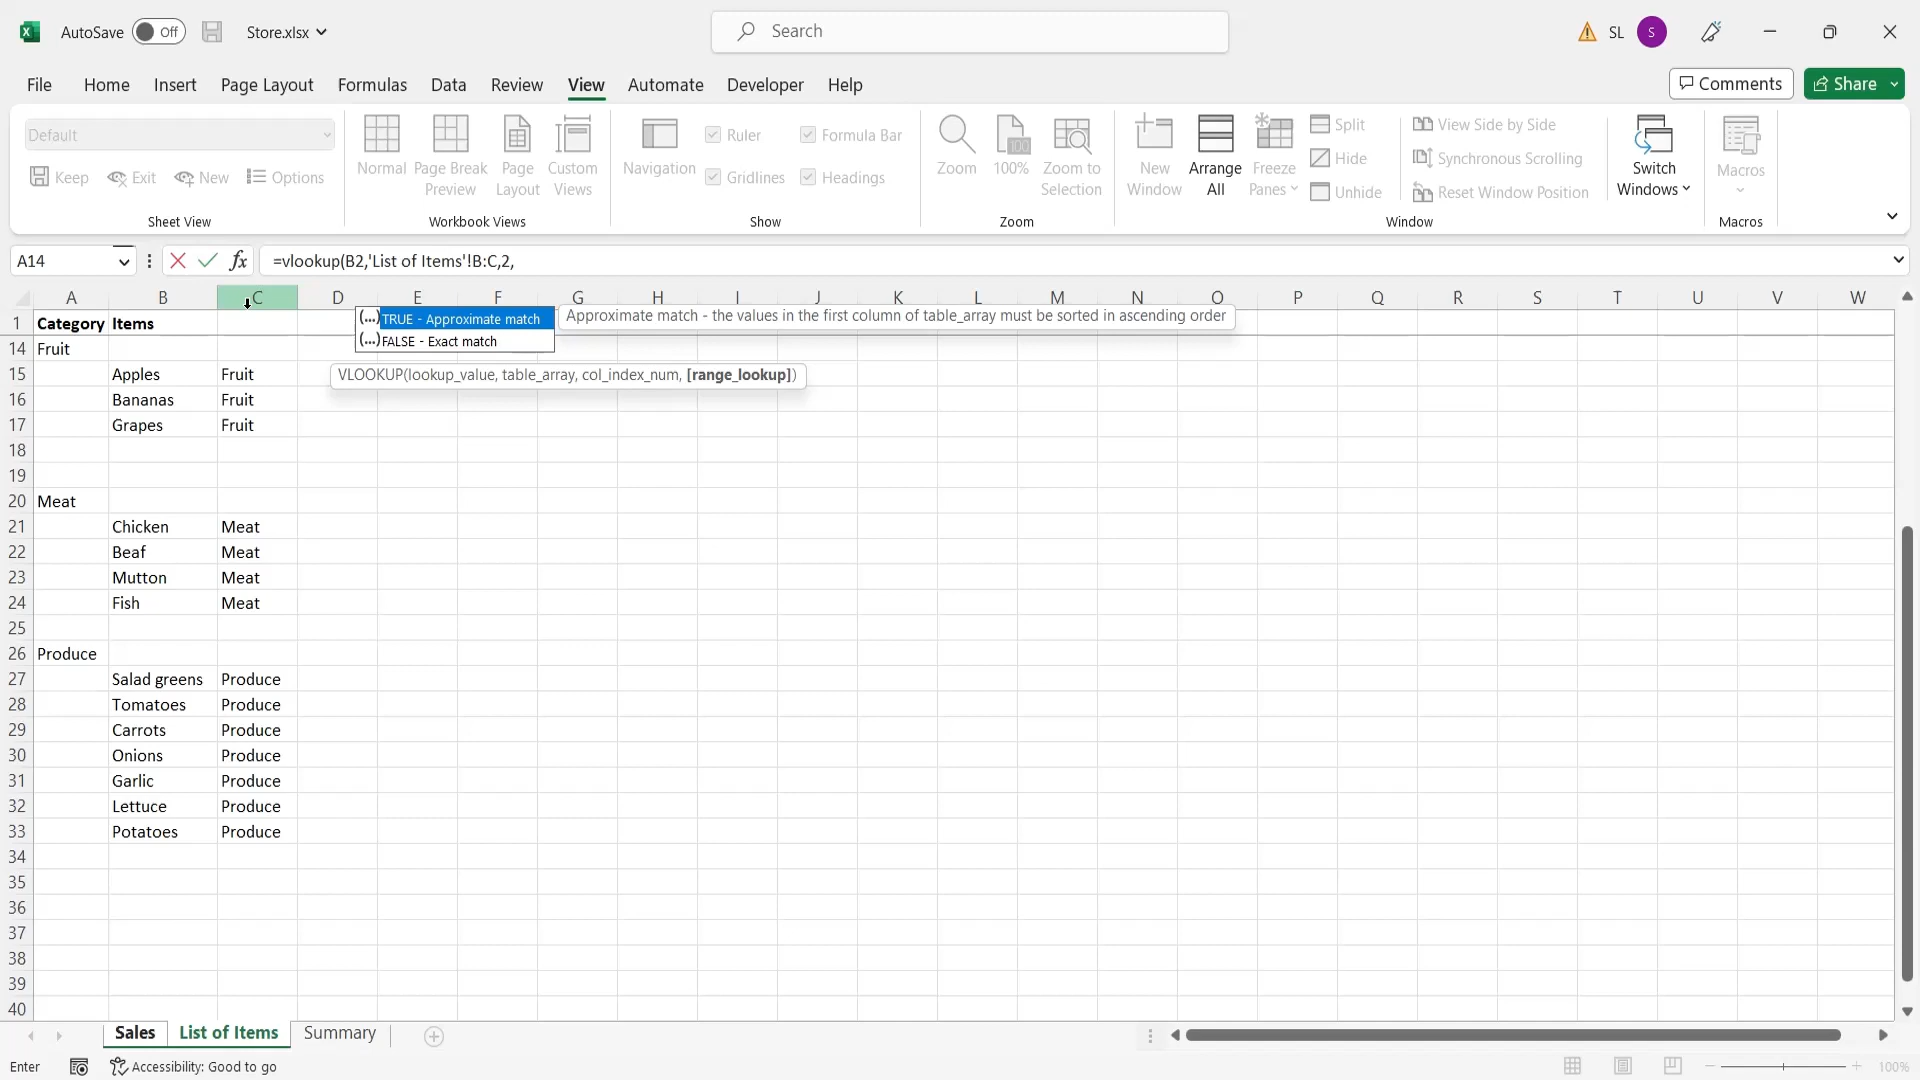 AutoSave Off Store.xlsx Search SL S
File Home Insert Page Layout Formulas Data Review View Automate Developer Help Comments Share
Default
Keep Exit New Options
Sheet View
Normal Page Break Preview Page Layout Custom Views
Workbook Views
Navigation Ruler Formula Bar
Gridlines Headings
Show
Zoom 100 100% Zoom to Selection
Zoom
New Window Arrange All Freeze Panes
Split
Hide
Unhide
View Side by Side
Synchronous Scrolling
Reset Window Position
Switch Windows
Window
Macros
Macros
A14 fx =vlookup(B2,'List of Items'!B:C,2,
A B C D E F G H I J K L M N O P Q R S T U V W
1 Category Items
(...) TRUE - Approximate match
(...) FALSE - Exact match
Approximate match - the values in the first column of table_array must be sorted in ascending order
VLOOKUP(lookup_value, table_array, col_index_num, [range_lookup])
14 Fruit
15 Apples Fruit
16 Bananas Fruit
17 Grapes Fruit
18
19
20 Meat
21 Chicken Meat
22 Beaf Meat
23 Mutton Meat
24 Fish Meat
25
26 Produce
27 Salad greens Produce
28 Tomatoes Produce
29 Carrots Produce
30 Onions Produce
31 Garlic Produce
32 Lettuce Produce
33 Potatoes Produce
34
35
36
37
38
39
40
Sales List of Items Summary
Enter Accessibility: Good to go 100%